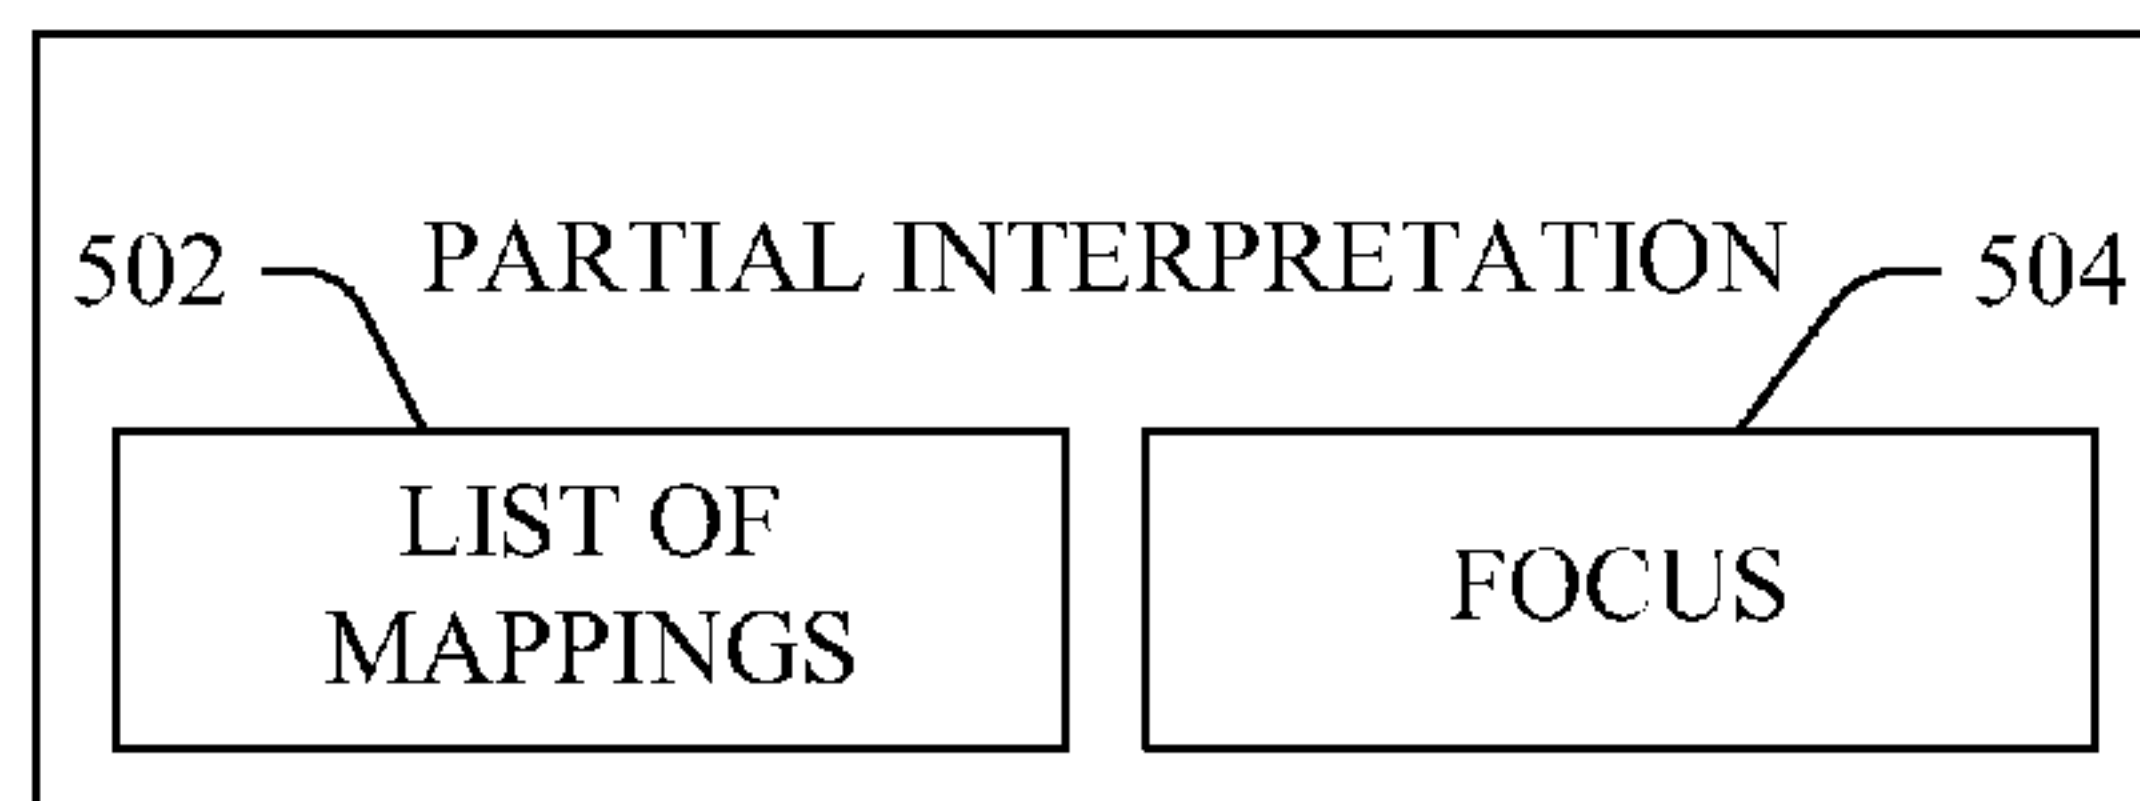 502 PARTIAL INTERPRETATION 504
LIST OF
MAPPINGS
FOCUS